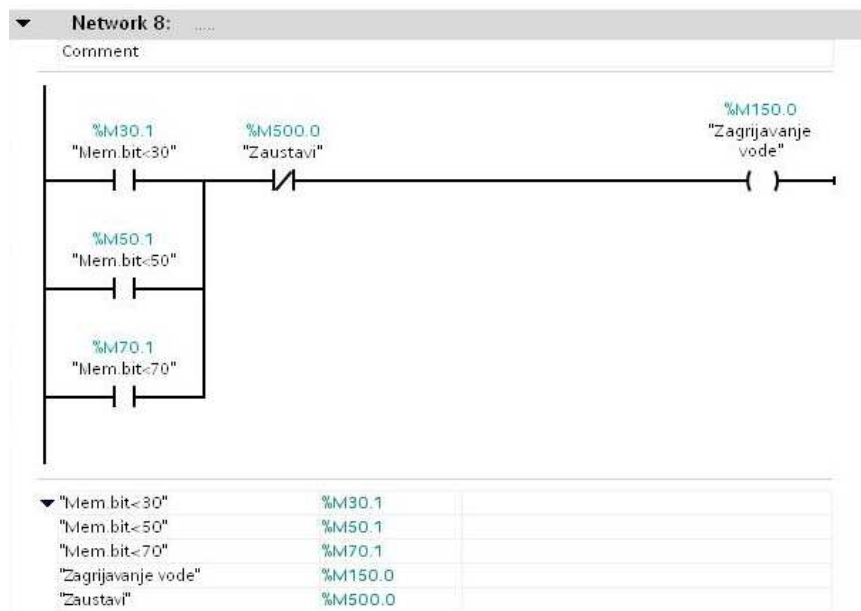 Network 8: .....
Comment
%M30.1
"Mem.bit<30"
%M500.0
"Zaustavi"
%M150.0
"Zagrijavanje
vode"
%M50.1
"Mem.bit<50"
%M70.1
"Mem.bit<70"
"Mem.bit<30" %M30.1
"Mem.bit<50" %M50.1
"Mem.bit<70" %M70.1
"Zagrijavanje vode" %M150.0
"Zaustavi" %M500.0